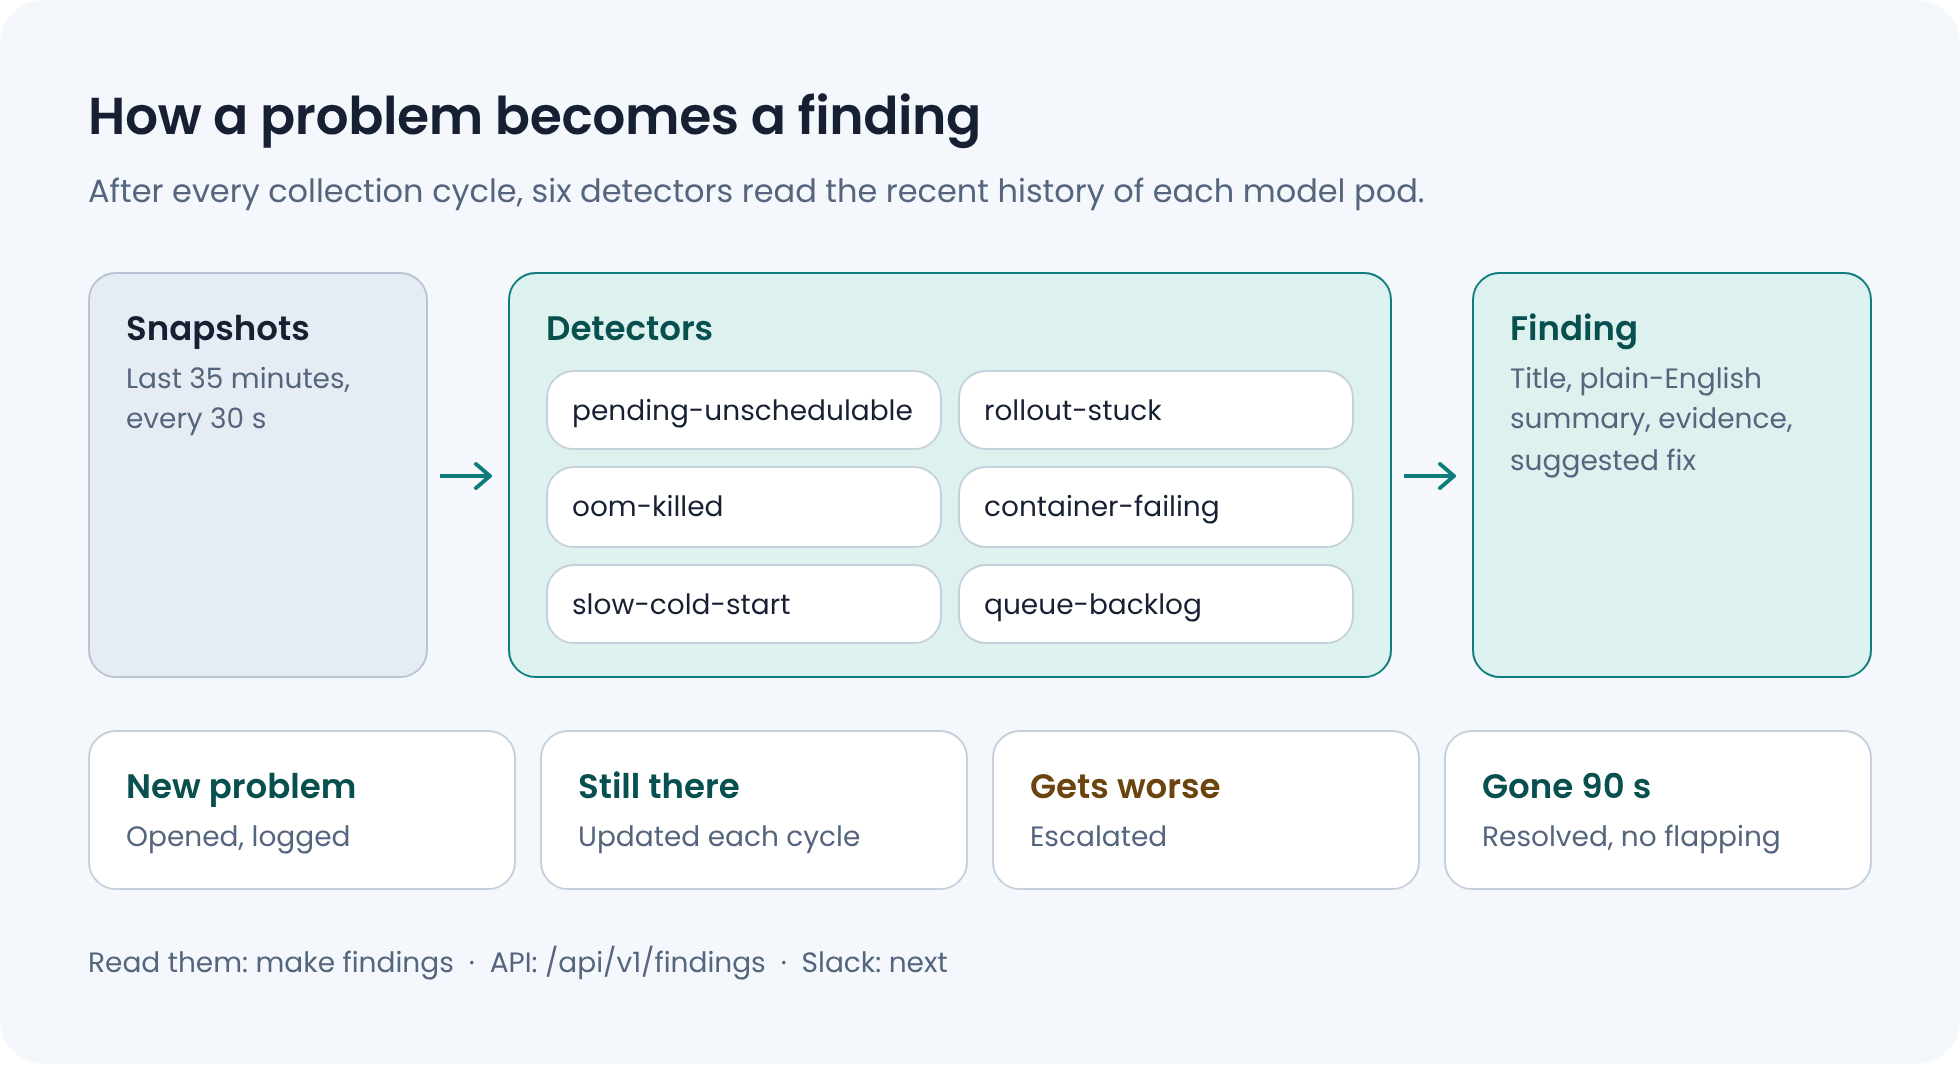 How a problem becomes a finding
After every collection cycle, six detectors read the recent history of each model pod.
Snapshots
Last 35 minutes,
every 30 s
Detectors
pending-unschedulable
rollout-stuck
oom-killed
container-failing
slow-cold-start
queue-backlog
Finding
Title, plain-English
summary, evidence,
suggested fix
New problem
Opened, logged
Still there
Updated each cycle
Gets worse
Escalated
Gone 90 s
Resolved, no flapping
Read them: make findings · API: /api/v1/findings · Slack: next